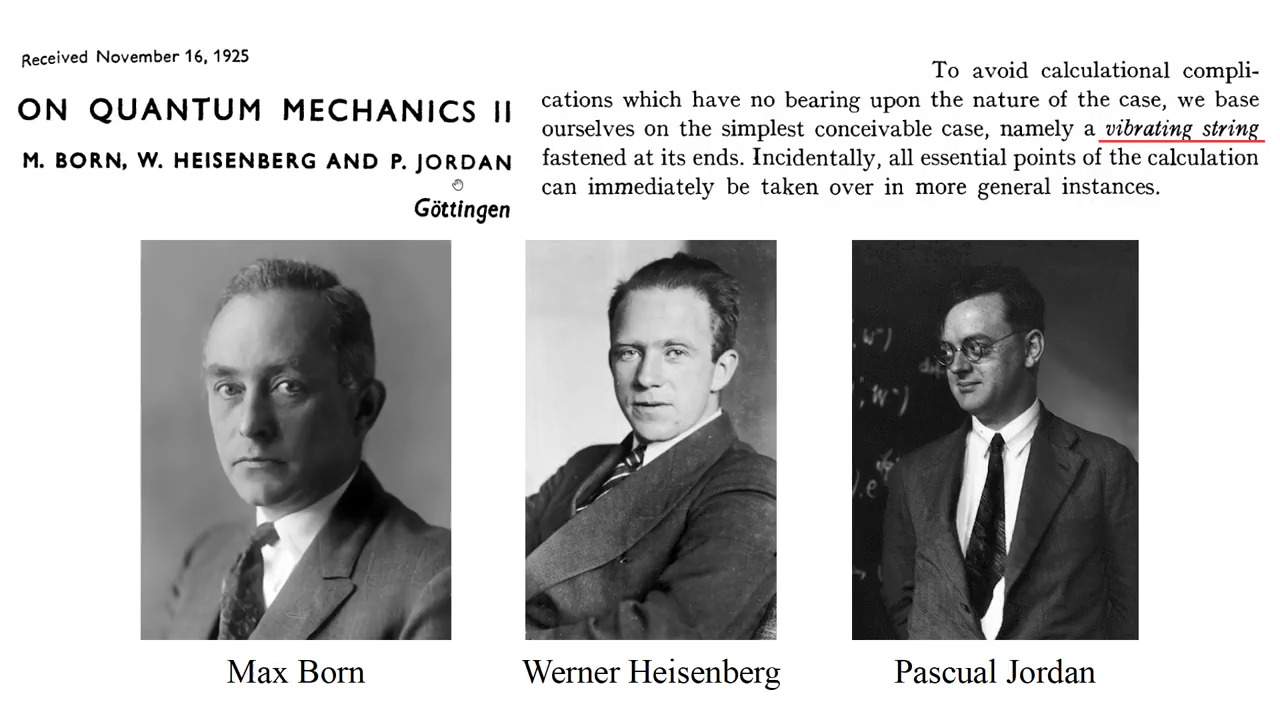 Received November 16, 1925
ON QUANTUM MECHANICS II
M. BORN, W. HEISENBERG AND P. JORDAN
Göttingen
To avoid calculational compli-
cations which have no bearing upon the nature of the case, we base
ourselves on the simplest conceivable case, namely a vibrating string
fastened at its ends. Incidentally, all essential points of the calculation
can immediately be taken over in more general instances.
Max Born
Werner Heisenberg
Pascual Jordan